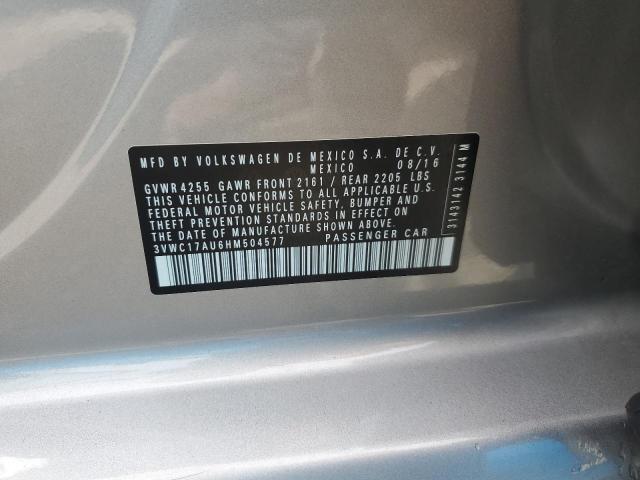 MFD BY VOLKSWAGEN DE MEXICO S.A. DE C.V.
MEXICO 08/16
GVWR 4255 GAWR FRONT 2161 / REAR 2205 LBS
THIS VEHICLE CONFORMS TO ALL APPLICABLE U.S.
FEDERAL MOTOR VEHICLE SAFETY, BUMPER AND
THEFT PREVENTION STANDARDS IN EFFECT ON
THE DATE OF MANUFACTURE SHOWN ABOVE.
3VWC17AU6HM504577 PASSENGER CAR
3143142 3144 M